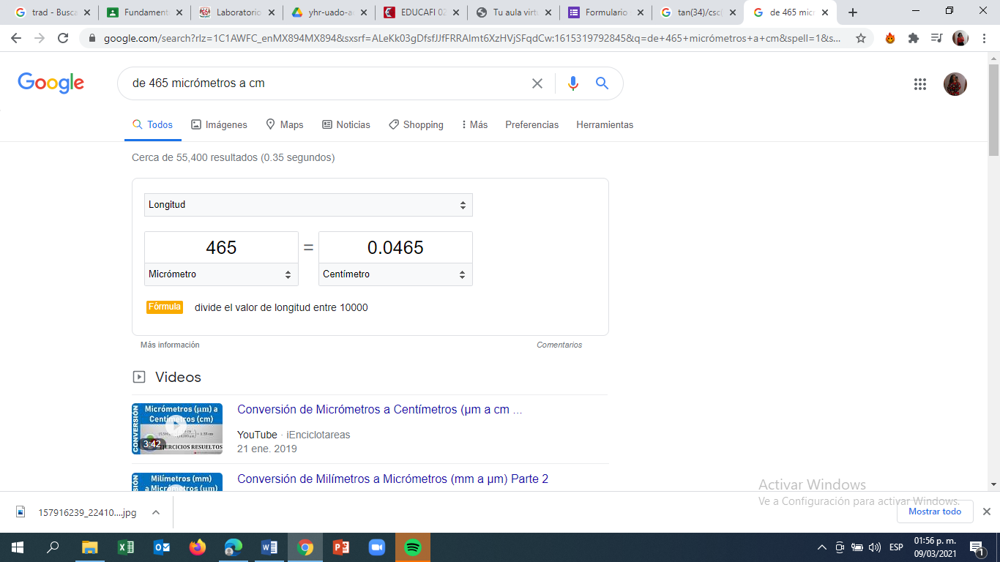 trad - Busca
Fundament
Laboratorio
yhr-uado-a
EDUCAFI 02
Tu aula virtu
Formulario
tan(34)/csc(
de 465 micr
google.com/search?rlz=1C1AWFC_enMX894MX894&sxsrf=ALeKk03gDfsfJJfFRRAImt6XzHVjSFqdCw:1615319792845&q=de+465+micrómetros+a+cm&spell=1&s...
Google
de 465 micrómetros a cm
Todos
Imágenes
Maps
Noticias
Shopping
Más
Preferencias
Herramientas
Cerca de 55,400 resultados (0.35 segundos)
Longitud
465 = 0.0465
Micrómetro
Centímetro
Fórmula divide el valor de longitud entre 10000
Más información
Comentarios
Videos
CONVERSIÓN
Micrómetros (µm) a
Centímetros (cm)
3:42
EJERCICIOS RESUELTOS
Conversión de Micrómetros a Centímetros (µm a cm ...
YouTube · iEnciclotareas
21 ene. 2019
Milímetros (mm)
a Micrómetros (µm)
Conversión de Milímetros a Micrómetros (mm a µm) Parte 2
Activar Windows
Ve a Configuración para activar Windows.
157916239_22410....jpg
Mostrar todo
ESP
01:56 p. m.
09/03/2021
1